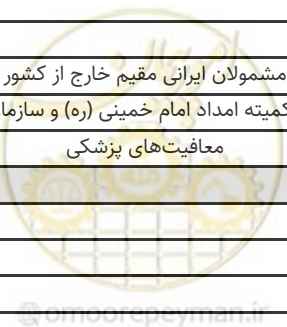 مشمولان ایرانی مقیم خارج از کشور
کمیته امداد امام خمینی (ره) و سازما
معافیت‌های پزشکی
@omoorepeyman.ir